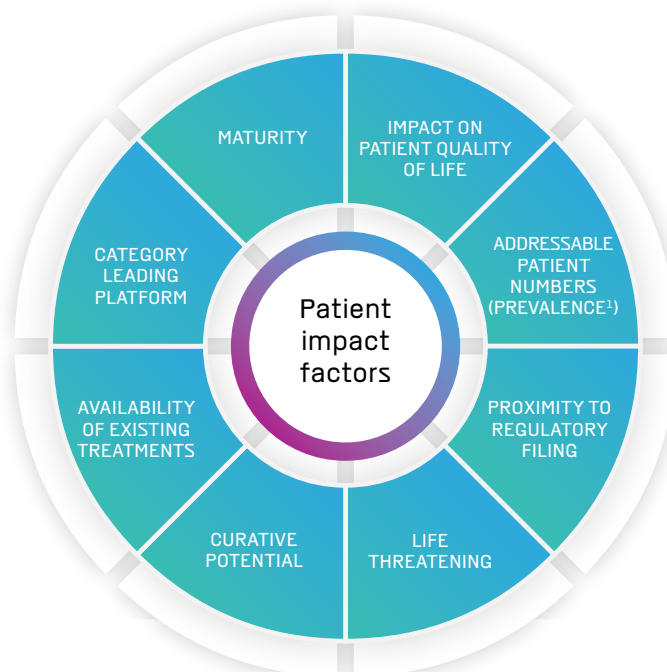 Patient
impact
factors
IMPACT ON
PATIENT QUALITY
OF LIFE
ADDRESSABLE
PATIENT
NUMBERS
(PREVALENCE¹)
PROXIMITY TO
REGULATORY
FILING
LIFE
THREATENING
CURATIVE
POTENTIAL
AVAILABILITY
OF EXISTING
TREATMENTS
CATEGORY
LEADING
PLATFORM
MATURITY